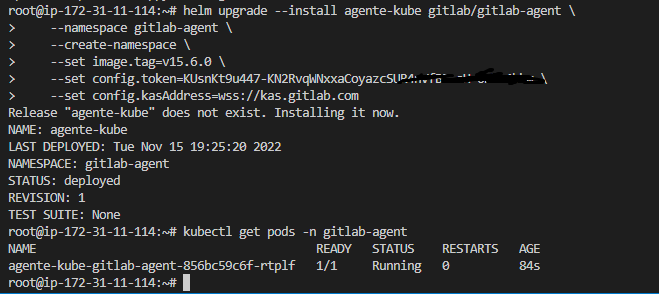 root@ip-172-31-11-114:~# helm upgrade --install agente-kube gitlab/gitlab-agent \
> --namespace gitlab-agent \
> --create-namespace \
> --set image.tag=v15.6.0 \
> --set \
> --set config.kasAddress=wss://kas.gitlab.com
Release "agente-kube" does not exist. Installing it now.
NAME: agente-kube
LAST DEPLOYED: Tue Nov 15 19:25:20 2022
NAMESPACE: gitlab-agent
STATUS: deployed
REVISION: 1
TEST SUITE: None
root@ip-172-31-11-114:~# kubectl get pods -n gitlab-agent
NAME READY STATUS RESTARTS AGE
agente-kube-gitlab-agent-856bc59c6f-rtplf 1/1 Running 0 84s
root@ip-172-31-11-114:~#